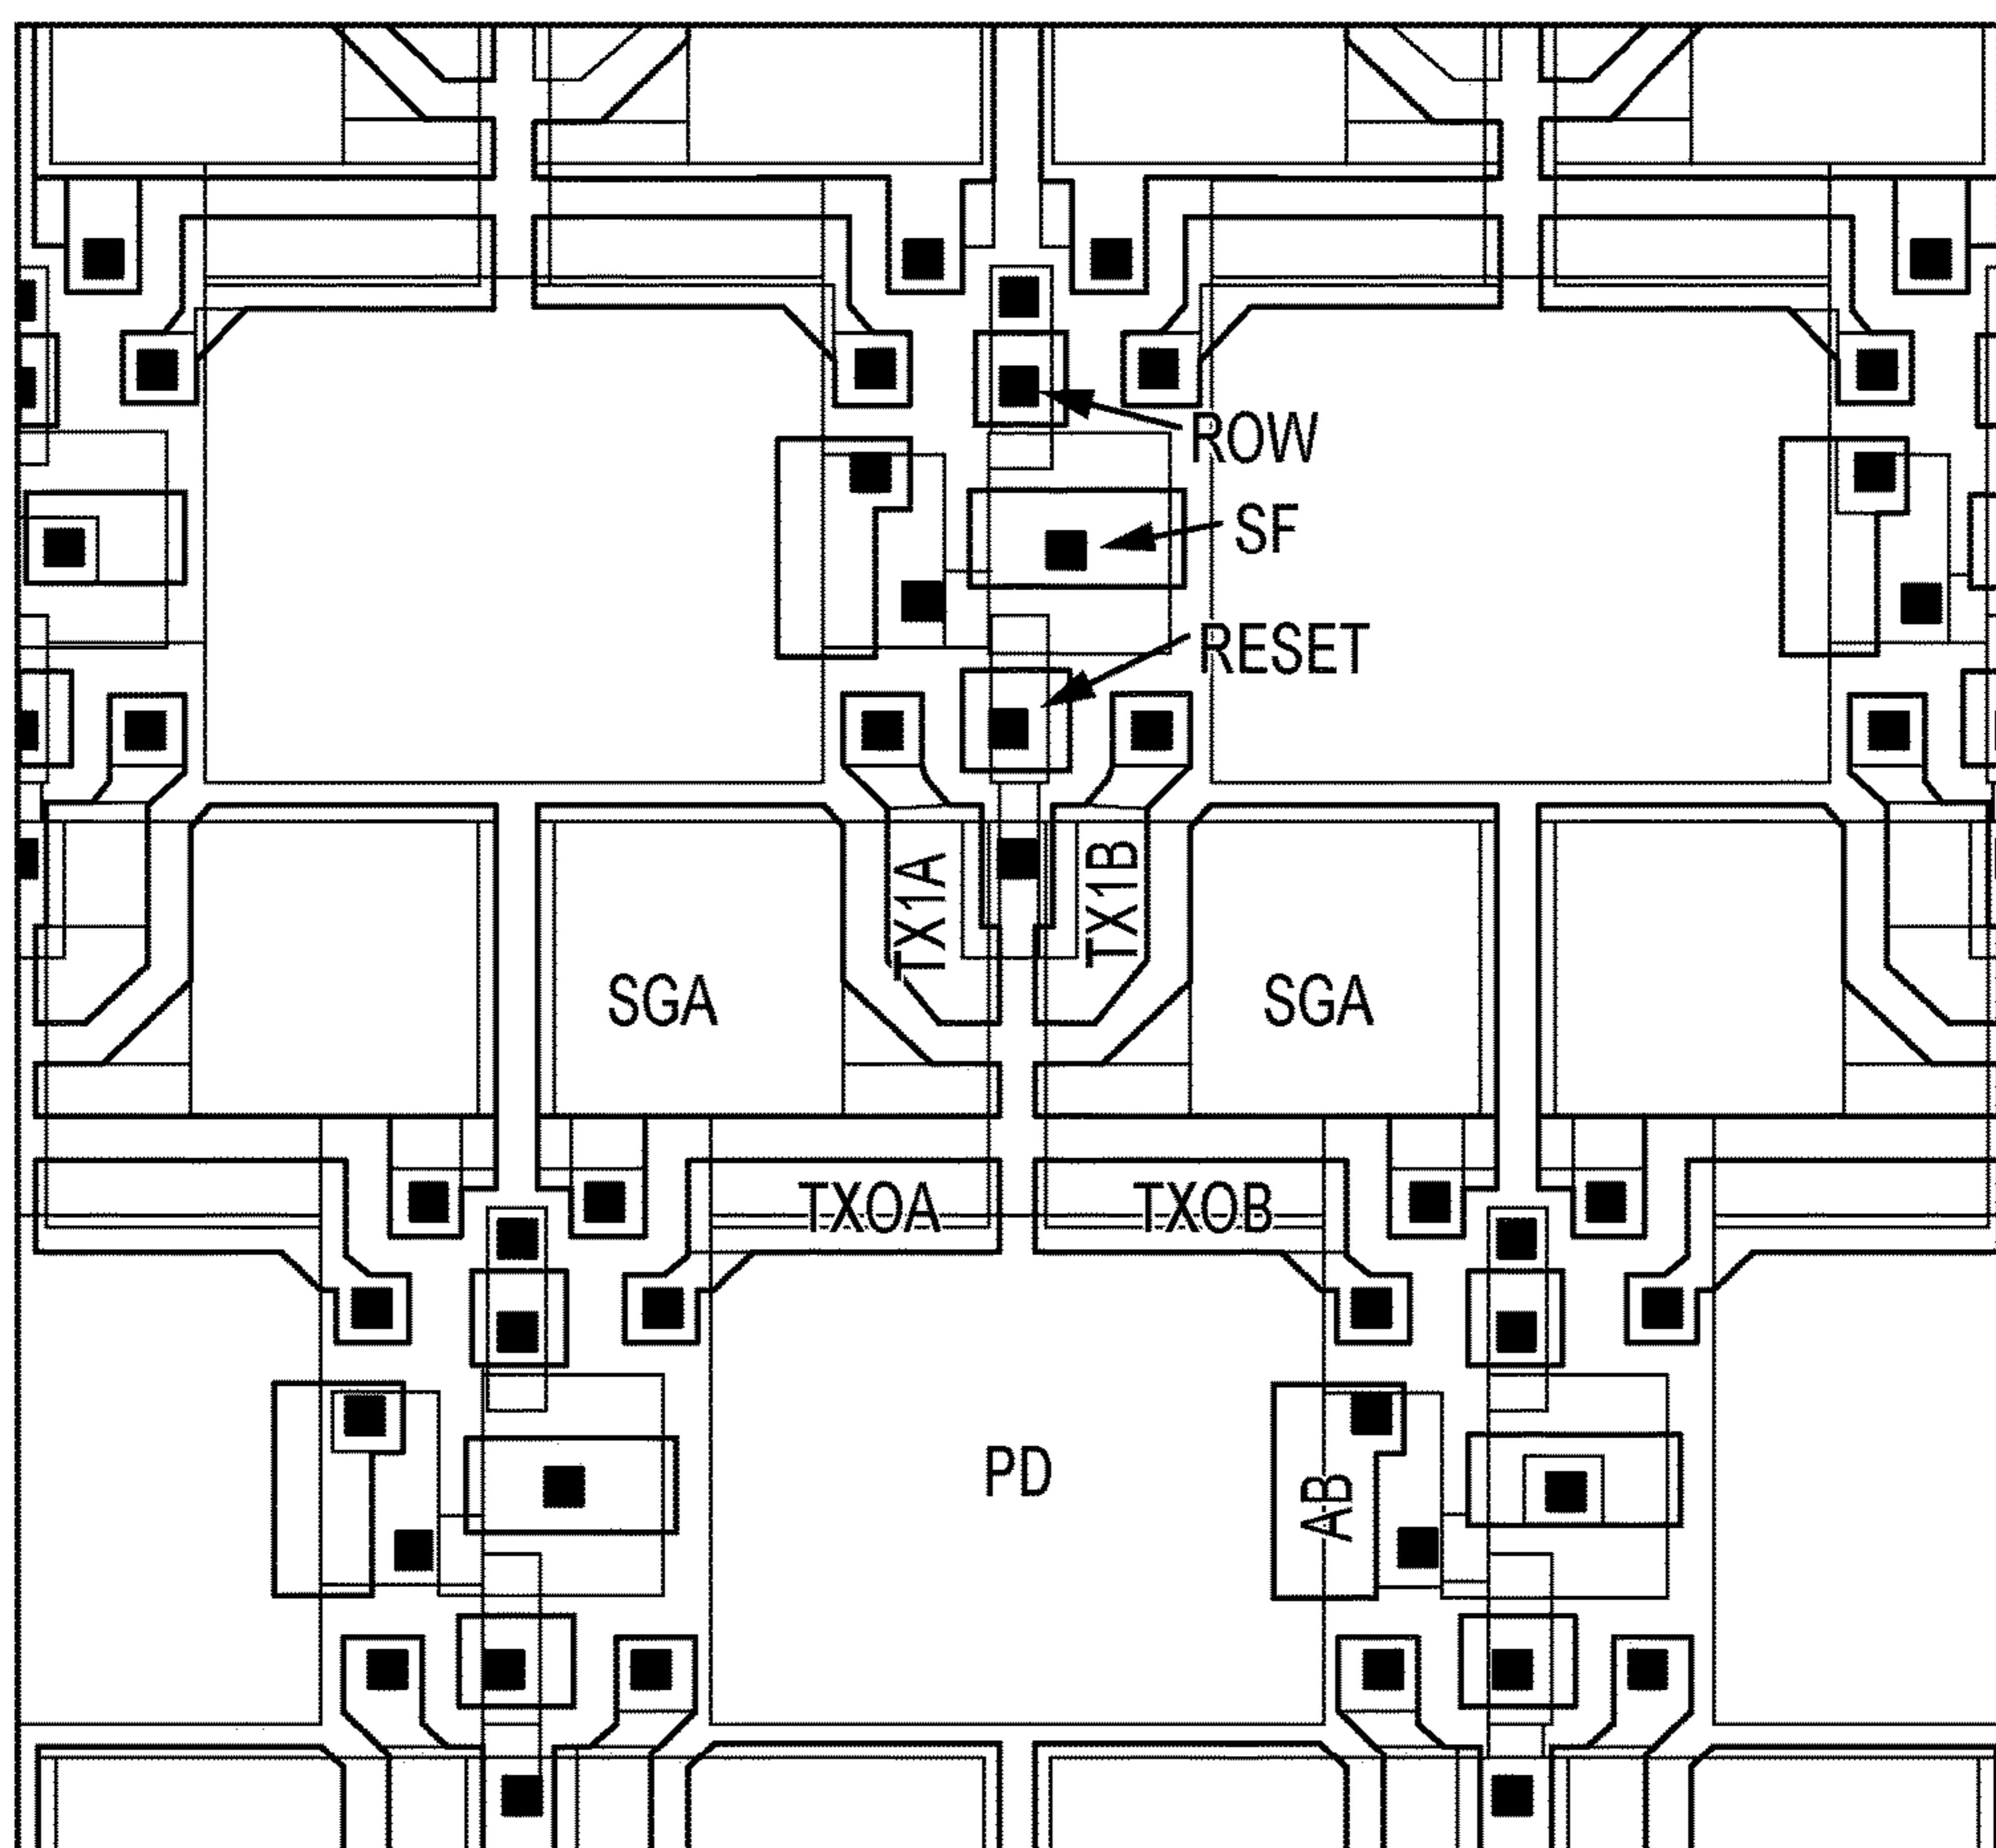 ROW
SF
RESET
TX1A
TX1B
SGA
SGA
TXOA
TXOB
PD
AB